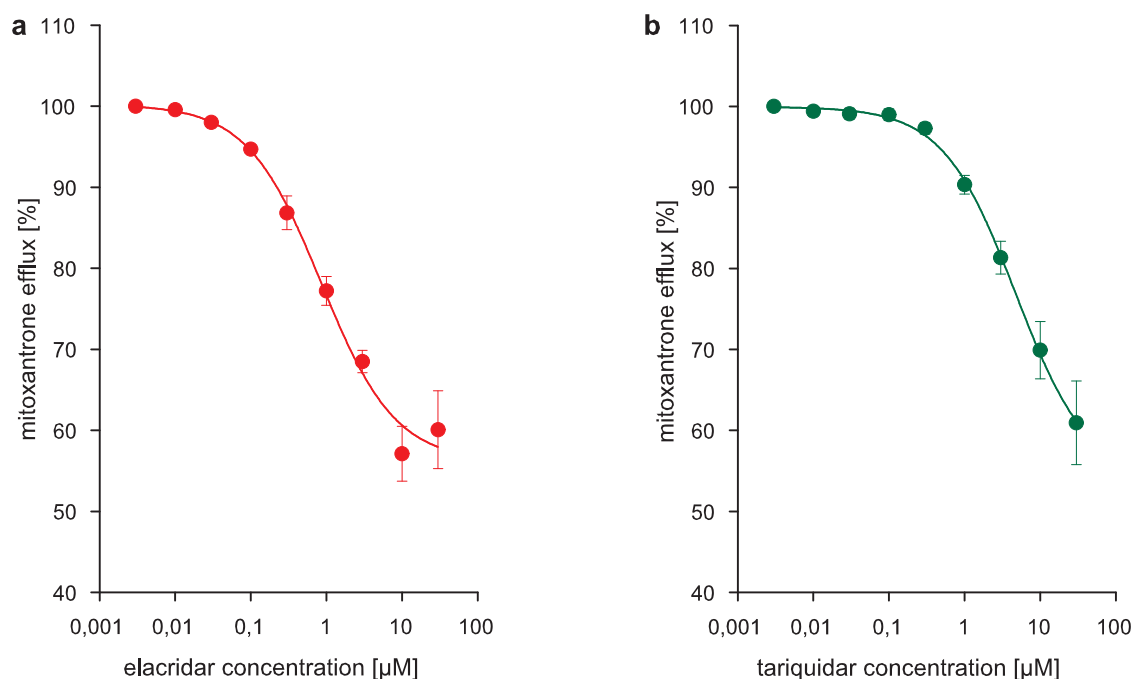 a
110
100
90
80
70
60
50
40
mitoxantrone efflux [%]
0,001 0,01 0,1 1 10 100
elacridar concentration [µM]
b
110
100
90
80
70
60
50
40
mitoxantrone efflux [%]
0,001 0,01 0,1 1 10 100
tariquidar concentration [µM]